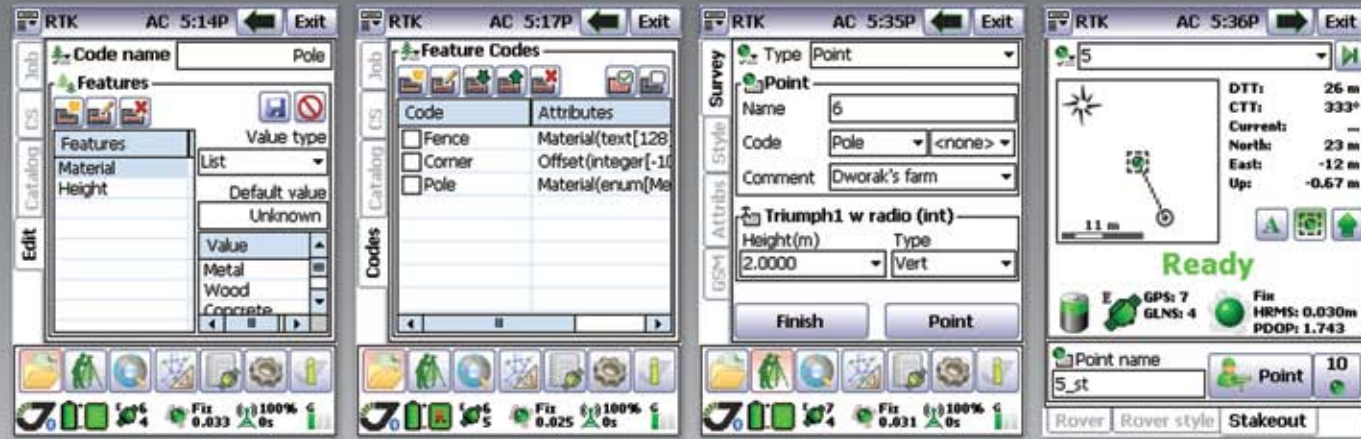 RTK AC 5:14P Exit
Job
CS
Catalog
Edit
Code name Pole
Features
Value type
Features
List
Material
Height
Default value
Unknown
Value
Metal
Wood
Concrete
6
4
Fix
0.033
100%
0s
G
RTK AC 5:17P Exit
Job
CS
Catalog
Codes
Feature Codes
Code Attributes
Fence Material(text[128
Corner Offset(integer[-10
Pole Material(enum[Me
R
6
5
Fix
0.025
100%
0s
G
RTK AC 5:35P Exit
Survey
Style
Attribs
GSM
Type Point
Point
Name 6
Code Pole <none>
Comment Dworak's farm
Triumph1 w radio (int)
Height(m) Type
2.0000 Vert
Finish Point
7
4
Fix
0.031
100%
0s
G
RTK AC 5:36P Exit
5
DTT: 26 m
CTT: 333°
Current: ...
North: 23 m
East: -12 m
Up: -0.67 m
11 m
A
Ready
E
GPS: 7
GLNS: 4
Fix
HRMS: 0.030m
PDOP: 1.743
Point name
5_st
Point
10
Rover Rover style Stakeout